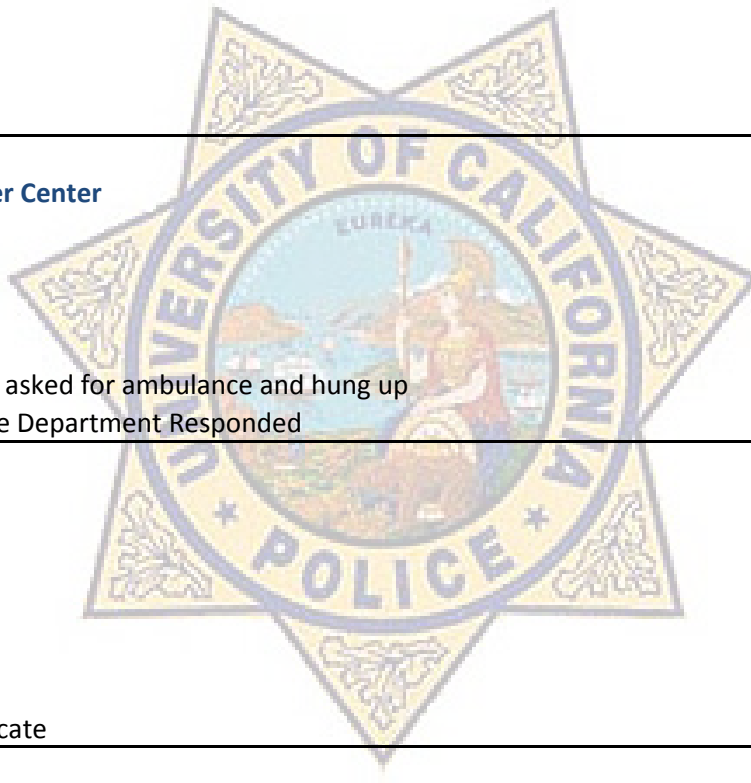 er Center
asked for ambulance and hung up
e Department Responded
cate
UNIVERSITY OF CALIFORNIA
EUREKA
* POLICE *